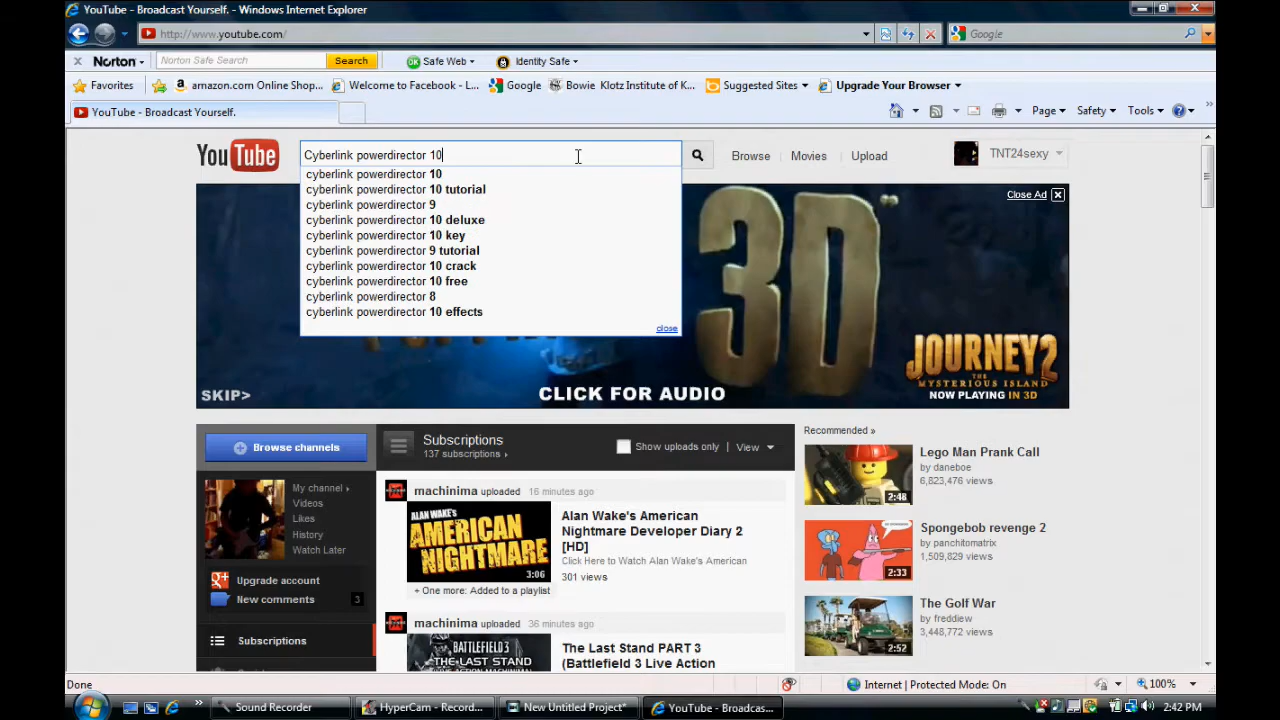 YouTube - Broadcast Yourself. - Windows Internet Explorer
http://www.youtube.com/
Google
Norton
Norton Safe Search
Search
OK Safe Web
Identity Safe
Favorites
amazon.com Online Shop...
Welcome to Facebook - L...
Google
Bowie Klotz Institute of K...
Suggested Sites
Upgrade Your Browser
YouTube - Broadcast Yourself.
Page
Safety
Tools
YouTube
Cyberlink powerdirector 10
Browse
Movies
Upload
TNT24sexy
cyberlink powerdirector 10
cyberlink powerdirector 10 tutorial
cyberlink powerdirector 9
cyberlink powerdirector 10 deluxe
cyberlink powerdirector 10 key
cyberlink powerdirector 9 tutorial
cyberlink powerdirector 10 crack
cyberlink powerdirector 10 free
cyberlink powerdirector 8
cyberlink powerdirector 10 effects
close
Close Ad X
3D
SKIP>
CLICK FOR AUDIO
JOURNEY 2
THE MYSTERIOUS ISLAND
NOW PLAYING IN 3D
Browse channels
My channel
Videos
Likes
History
Watch Later
Upgrade account
New comments 3
Subscriptions
Subscriptions
137 subscriptions
Show uploads only
View
machinima uploaded 16 minutes ago
ALAN WAKE'S
AMERICAN
NIGHTMARE
3:06
Alan Wake's American
Nightmare Developer Diary 2
[HD]
Click Here to Watch Alan Wake's American
301 views
+ One more: Added to a playlist
machinima uploaded 36 minutes ago
BATTLEFIELD 3
THE LAST STAND
The Last Stand PART 3
(Battlefield 3 Live Action
Recommended »
2:48
Lego Man Prank Call
by daneboe
6,823,476 views
2:33
Spongebob revenge 2
by panchitomatrix
1,509,829 views
2:52
The Golf War
by freddiew
3,448,772 views
Done
Internet | Protected Mode: On
100%
Sound Recorder
HyperCam - Record...
New Untitled Project*
YouTube - Broadcas...
2:42 PM